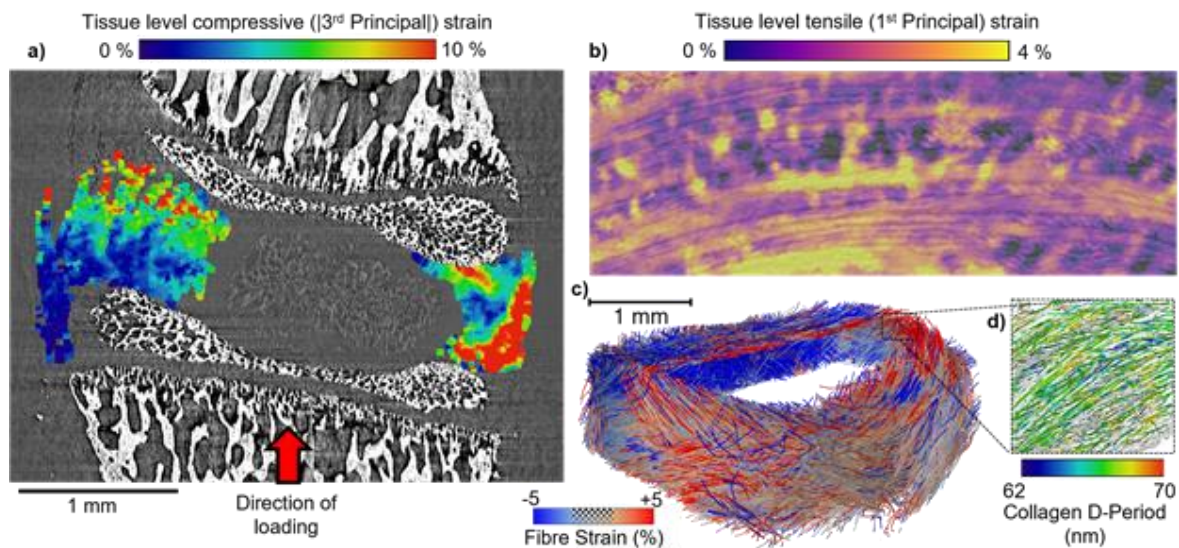 Tissue level compressive (|3rd Principal|) strain
a)
0 %
10 %
Tissue level tensile (1st Principal) strain
b)
0 %
4 %
c)
1 mm
d)
1 mm
Direction of
loading
-5
+5
Fibre Strain (%)
62
70
Collagen D-Period
(nm)